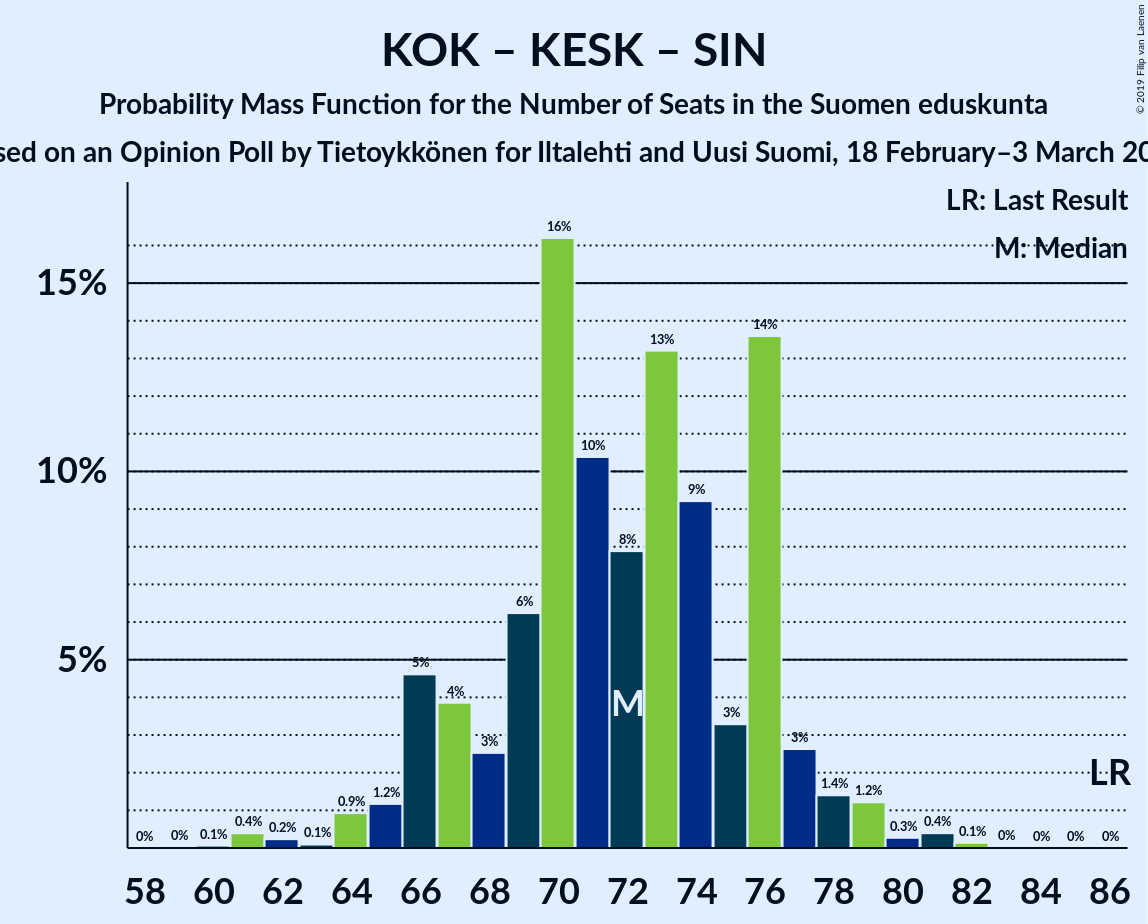 KOK – KESK – SIN
Probability Mass Function for the Number of Seats in the Suomen eduskunta
sed on an Opinion Poll by Tietoykkönen for Iltalehti and Uusi Suomi, 18 February–3 March 20
© 2019 Filip van Laenen
LR: Last Result
M: Median
15%
10%
5%
0% 0% 0.1% 0.4% 0.2% 0.1% 0.9% 1.2% 5% 4% 3% 6% 16% 10% 8% 13% 9% 3% 14% 3% 1.4% 1.2% 0.3% 0.4% 0.1% 0% 0% 0% 0%
M
LR
58 60 62 64 66 68 70 72 74 76 78 80 82 84 86